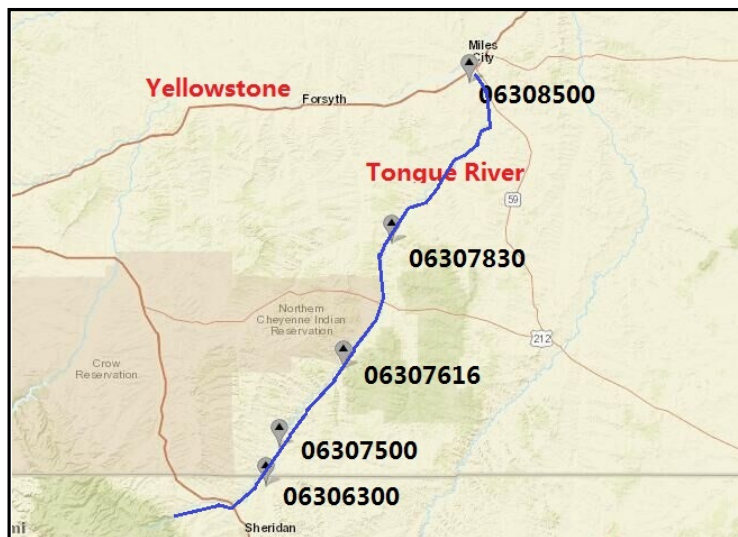 Miles
City
Yellowstone
Forsyth
06308500
Tongue River
59
06307830
Northern
Cheyenne Indian
Reservation
212
Crow
Reservation
06307616
06307500
06306300
ni
Sheridan